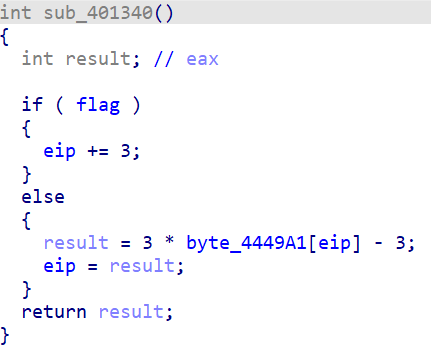 int sub_401340()
{
  int result; // eax

  if ( flag )
  {
    eip += 3;
  }
  else
  {
    result = 3 * byte_4449A1[eip] - 3;
    eip = result;
  }
  return result;
}